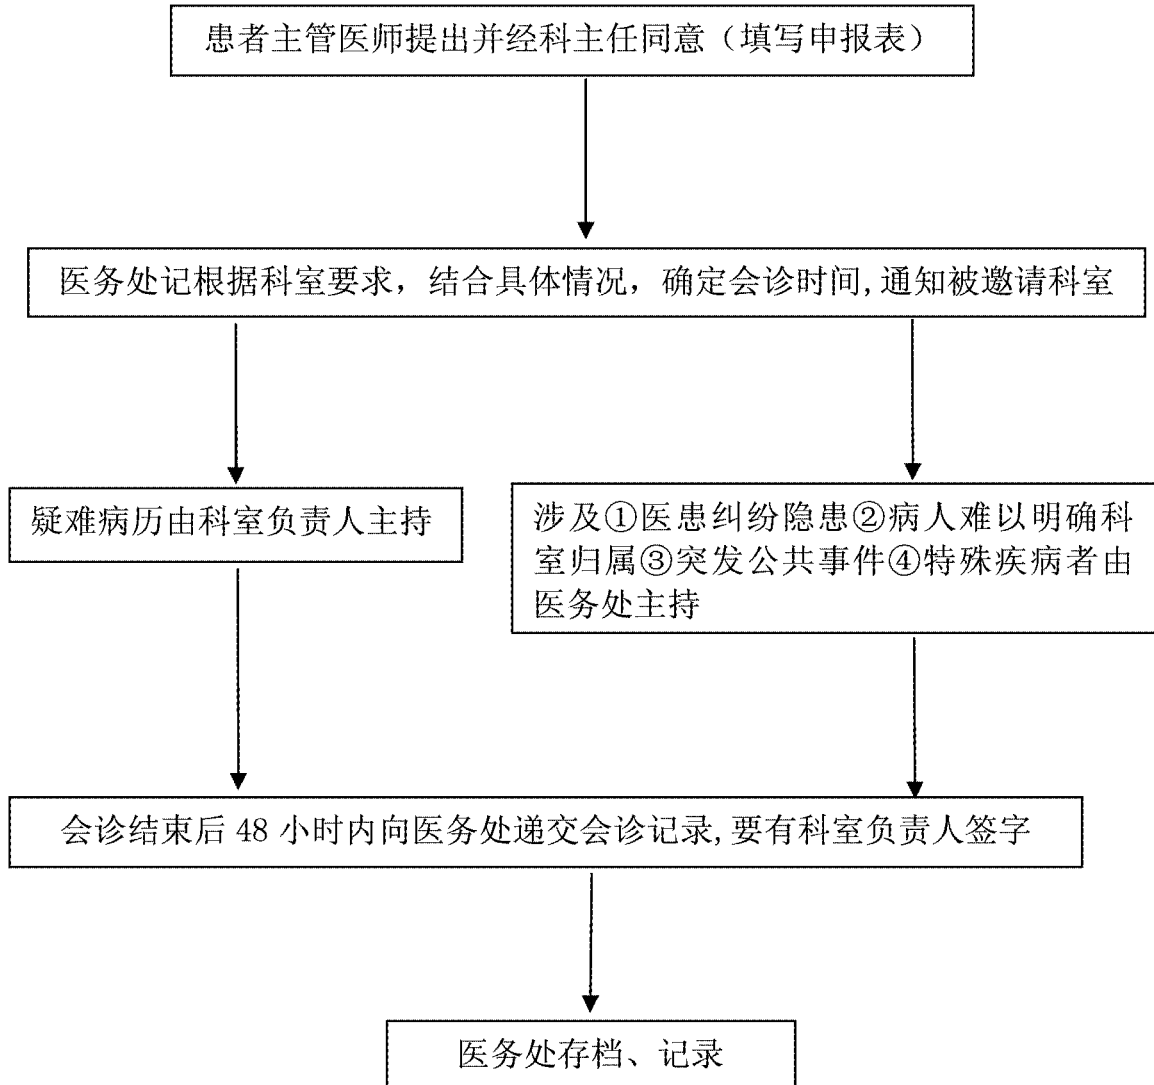 患者主管医师提出并经科主任同意（填写申报表）
医务处记根据科室要求，结合具体情况，确定会诊时间,通知被邀请科室
疑难病历由科室负责人主持
涉及①医患纠纷隐患②病人难以明确科
室归属③突发公共事件④特殊疾病者由
医务处主持
会诊结束后 48 小时内向医务处递交会诊记录,要有科室负责人签字
医务处存档、记录